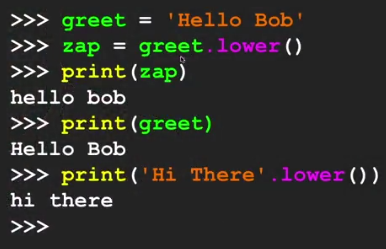 >>> greet = 'Hello Bob'
>>> zap = greet.lower()
>>> print(zap)
hello bob
>>> print(greet)
Hello Bob
>>> print('Hi There'.lower())
hi there
>>>